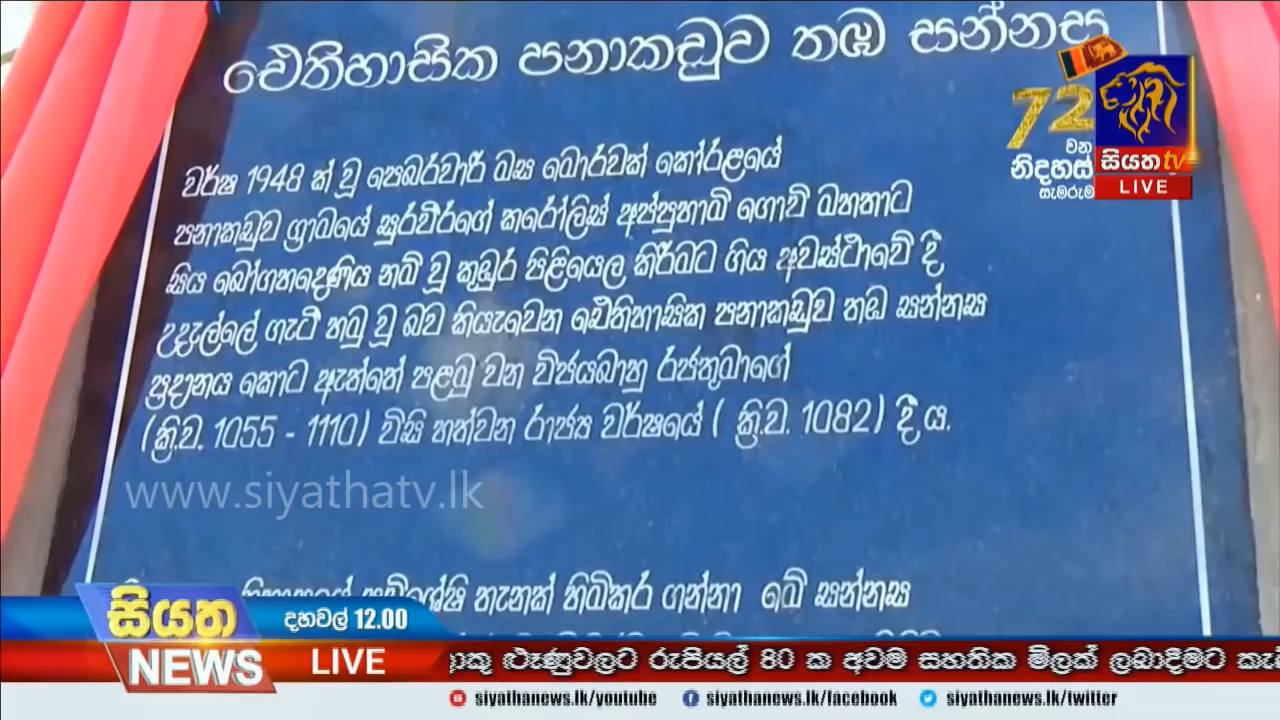 ඓතිහාසික පනාකඩුව තඹ සන්නස
වර්ෂ 1948 ක් වූ පෙබරවාරි මස මොරවක් කෝරළයේ
පනාකඩුව ග්‍රාමයේ සුරවීරගේ කරෝලිස් අප්පුහාමි ගොවි මහතාට
සිය බෝගහදෙණිය නම් වූ කුඹුර පිළියෙල කිරීමට ගිය අවස්ථාවේ දී
උදැල්ලේ ගැටී හමු වූ බව කියැවෙන ඓතිහාසික පනාකඩුව තඹ සන්නස
ප්‍රදානය කොට ඇත්තේ පළමු වන විජයබාහු රජතුමාගේ
(ක්‍රි.ව. 1055 - 1110) විසි හත්වන රාජ්‍ය වර්ෂයේ ( ක්‍රි.ව. 1082) දී ය.
තැනක් හිමිකර ගන්නා මේ සන්නස
72
වන
නිදහස්
සැමරුම
සියත tv
LIVE
www.siyathatv.lk
සියත
NEWS
දහවල් 12.00
LIVE
ළූණුවලට රුපියල් 80 ක අවම සහතික මිලක් ලබාදීමට
siyathanews.lk/youtube
siyathanews.lk/facebook
siyathanews.lk/twitter